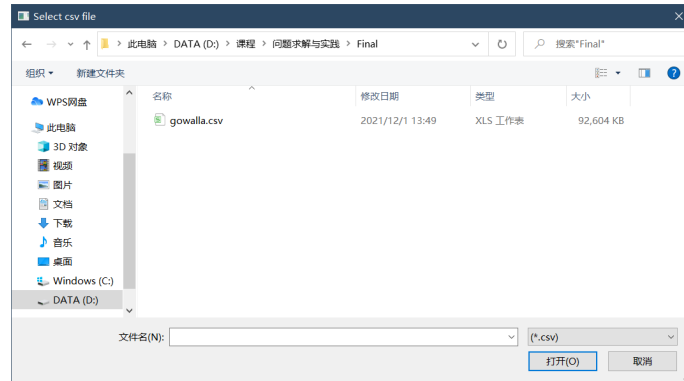 Select csv file
此电脑 > DATA (D:) > 课程 > 问题求解与实践 > Final
搜索"Final"
组织 新建文件夹
名称 修改日期 类型 大小
gowalla.csv 2021/12/1 13:49 XLS 工作表 92,604 KB
WPS网盘
此电脑
3D 对象
视频
图片
文档
下载
音乐
桌面
Windows (C:)
DATA (D:)
文件名(N): (*.csv)
打开(O) 取消